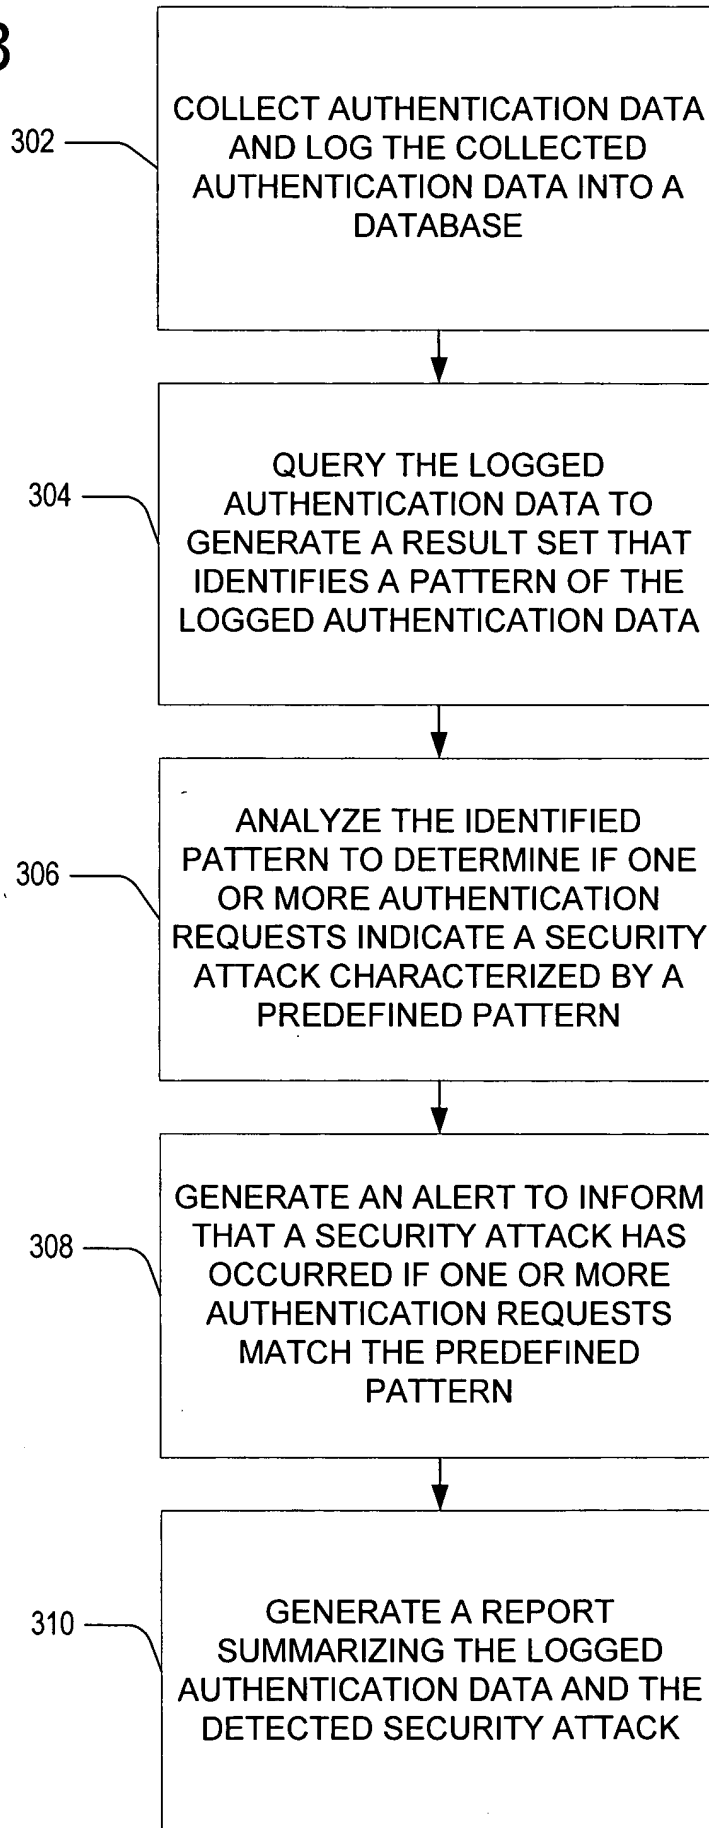 3
302
COLLECT AUTHENTICATION DATA
AND LOG THE COLLECTED
AUTHENTICATION DATA INTO A
DATABASE
304
QUERY THE LOGGED
AUTHENTICATION DATA TO
GENERATE A RESULT SET THAT
IDENTIFIES A PATTERN OF THE
LOGGED AUTHENTICATION DATA
306
ANALYZE THE IDENTIFIED
PATTERN TO DETERMINE IF ONE
OR MORE AUTHENTICATION
REQUESTS INDICATE A SECURITY
ATTACK CHARACTERIZED BY A
PREDEFINED PATTERN
308
GENERATE AN ALERT TO INFORM
THAT A SECURITY ATTACK HAS
OCCURRED IF ONE OR MORE
AUTHENTICATION REQUESTS
MATCH THE PREDEFINED
PATTERN
310
GENERATE A REPORT
SUMMARIZING THE LOGGED
AUTHENTICATION DATA AND THE
DETECTED SECURITY ATTACK